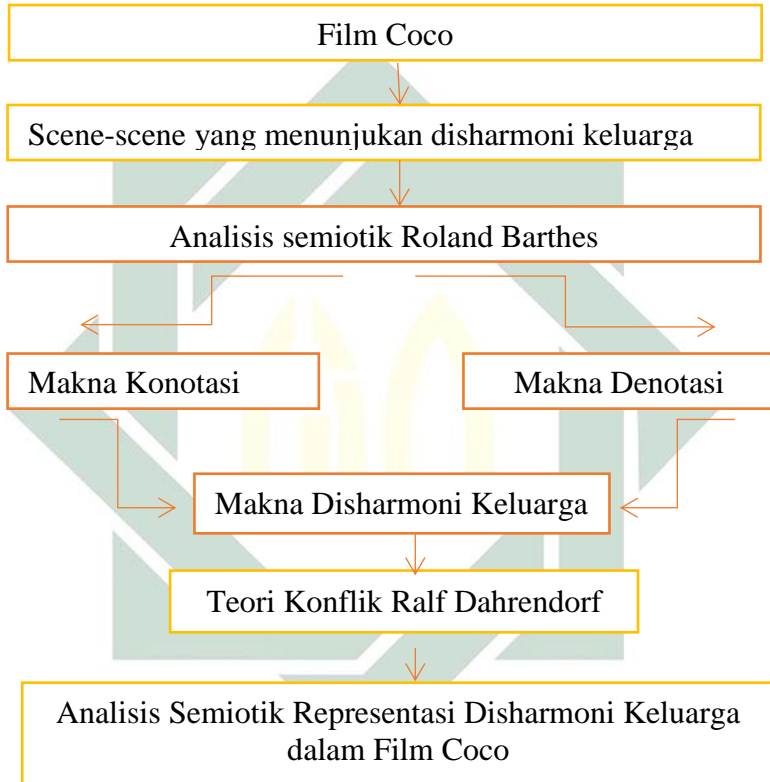 Film Coco
Scene-scene yang menunjukan disharmoni keluarga
Analisis semiotik Roland Barthes
Makna Konotasi
Makna Denotasi
Makna Disharmoni Keluarga
Teori Konflik Ralf Dahrendorf
Analisis Semiotik Representasi Disharmoni Keluarga
dalam Film Coco